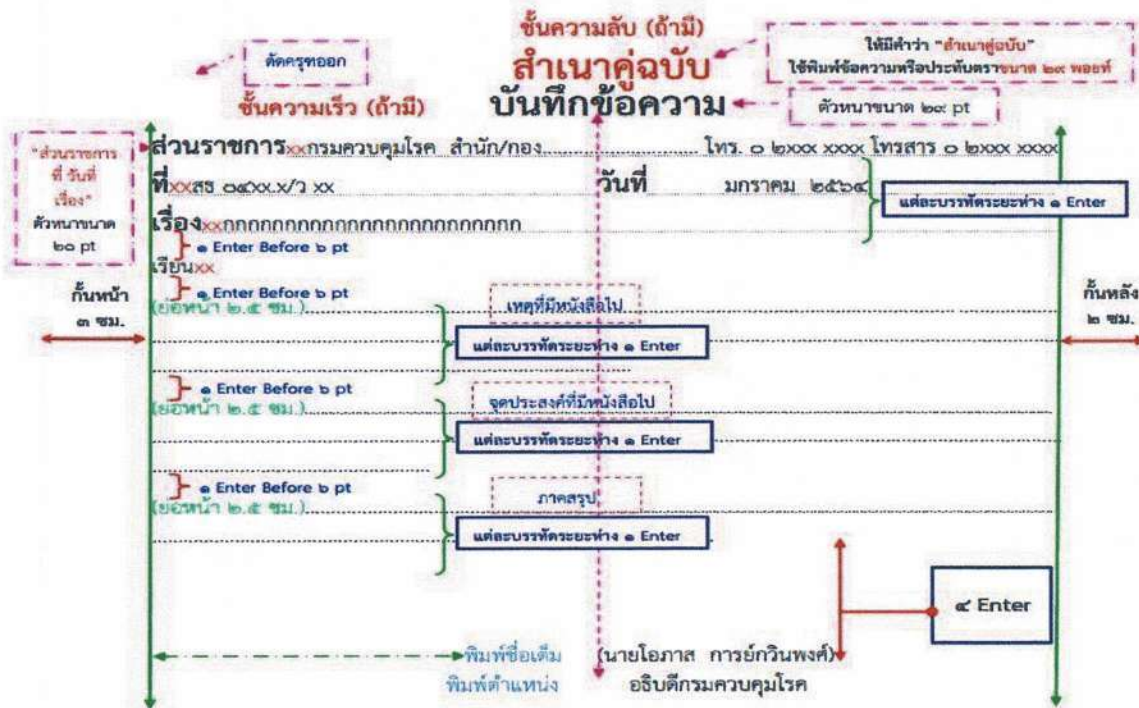 ชั้นความลับ (ถ้ามี)
ตัดครุฑออก
สำเนาคู่ฉบับ
ให้มีคำว่า "สำเนาคู่ฉบับ"
ใช้พิมพ์ข้อความหรือประทับตราขนาด ๒๙ พอยท์
ชั้นความเร็ว (ถ้ามี)
บันทึกข้อความ
ตัวหนาขนาด ๒๙ pt
"ส่วนราชการ
ที่ วันที่
เรื่อง"
ตัวหนาขนาด
๒๐ pt
ส่วนราชการxxกรมควบคุมโรค สำนัก/กอง โทร. ๐ ๒xxx xxxx โทรสาร ๐ ๒xxx xxxx
ที่xxสธ ๐๔xx.x/ว xx วันที่ มกราคม ๒๕๖๔
แต่ละบรรทัดระยะห่าง ๑ Enter
เรื่องxxกกกกกกกกกกกกกกกกกกกกกกกก
๑ Enter Before ๖ pt
เรียนxx
๑ Enter Before ๖ pt
กั้นหน้า
๓ ซม.
กั้นหลัง
๒ ซม.
(ย่อหน้า ๒.๕ ซม.)
เหตุที่มีหนังสือไป
แต่ละบรรทัดระยะห่าง ๑ Enter
๑ Enter Before ๖ pt
(ย่อหน้า ๒.๕ ซม.)
จุดประสงค์ที่มีหนังสือไป
แต่ละบรรทัดระยะห่าง ๑ Enter
๑ Enter Before ๖ pt
(ย่อหน้า ๒.๕ ซม.)
ภาคสรุป
แต่ละบรรทัดระยะห่าง ๑ Enter
๔ Enter
พิมพ์ชื่อเต็ม (นายโอภาส การย์กวินพงศ์)
พิมพ์ตำแหน่ง อธิบดีกรมควบคุมโรค